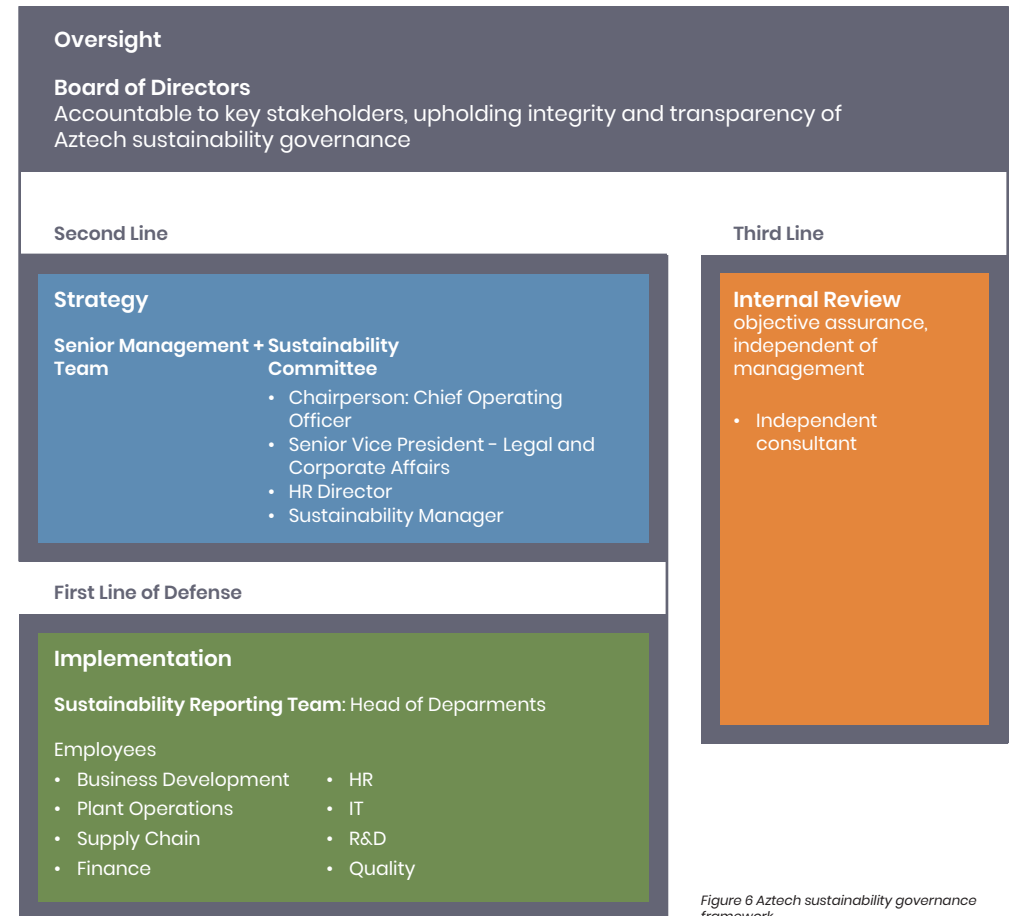 Oversight
Board of Directors
Accountable to key stakeholders, upholding integrity and transparency of
Aztech sustainability governance
Second Line
Strategy
Senior Management + Sustainability
Team Committee
• Chairperson: Chief Operating
Officer
• Senior Vice President - Legal and
Corporate Affairs
• HR Director
• Sustainability Manager
Third Line
Internal Review
objective assurance,
independent of
management
• Independent
consultant
First Line of Defense
Implementation
Sustainability Reporting Team: Head of Deparments
Employees
• Business Development
• Plant Operations
• Supply Chain
• Finance
• HR
• IT
• R&D
• Quality
Figure 6 Aztech sustainability governance
framework